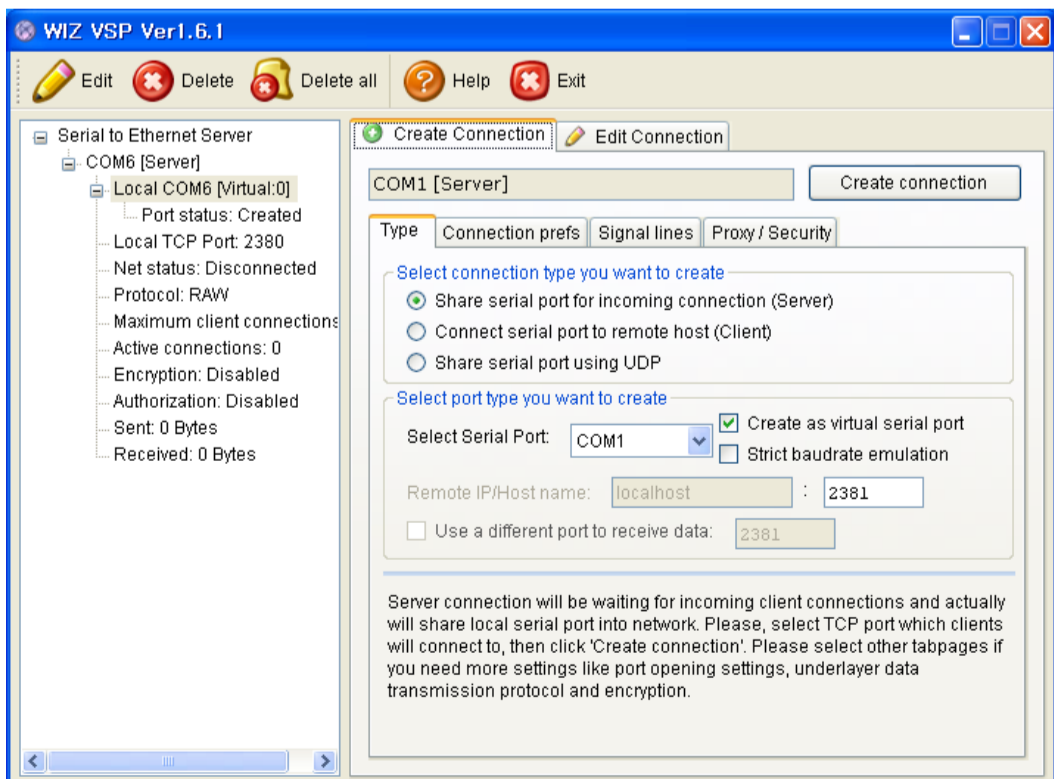 WIZ VSP Ver1.6.1
Edit Delete Delete all Help Exit
Serial to Ethernet Server
COM6 [Server]
Local COM6 [Virtual:0]
Port status: Created
Local TCP Port: 2380
Net status: Disconnected
Protocol: RAW
Maximum client connections
Active connections: 0
Encryption: Disabled
Authorization: Disabled
Sent: 0 Bytes
Received: 0 Bytes
Create Connection Edit Connection
COM1 [Server] Create connection
Type Connection prefs Signal lines Proxy / Security
Select connection type you want to create
Share serial port for incoming connection (Server)
Connect serial port to remote host (Client)
Share serial port using UDP
Select port type you want to create
Select Serial Port: COM1 Create as virtual serial port
Strict baudrate emulation
Remote IP/Host name: localhost : 2381
Use a different port to receive data: 2381
Server connection will be waiting for incoming client connections and actually
will share local serial port into network. Please, select TCP port which clients
will connect to, then click 'Create connection'. Please select other tabpages if
you need more settings like port opening settings, underlayer data
transmission protocol and encryption.